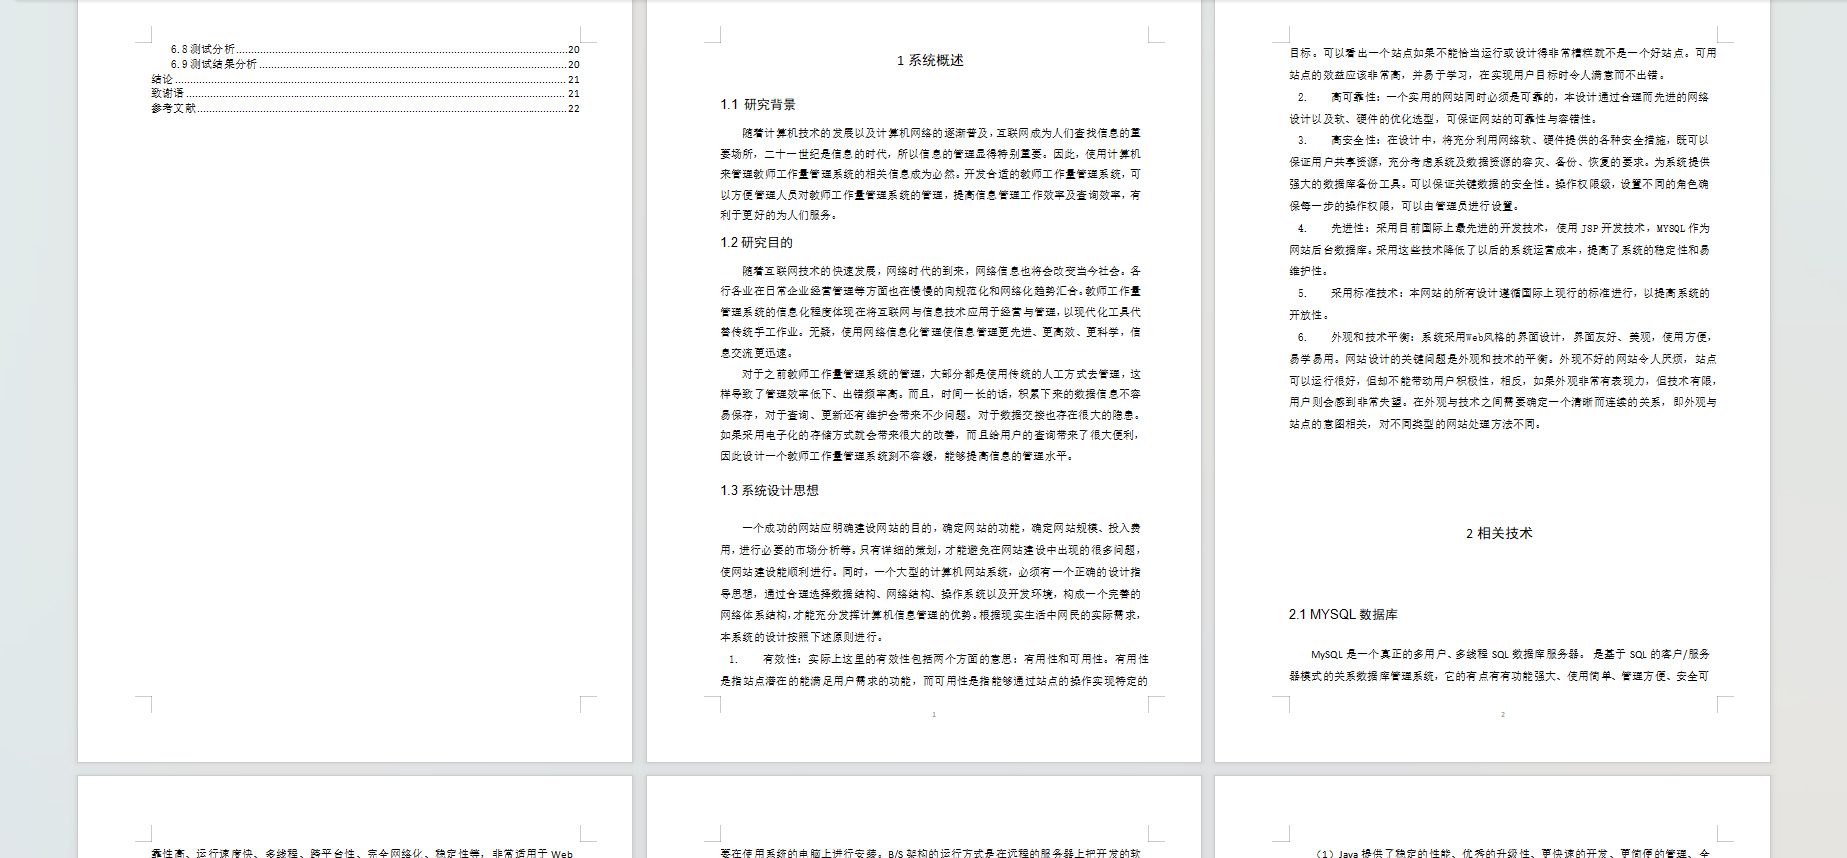 6.8 测试分析 20
6.9 测试结果分析 20
结论 21
致谢语 21
参考文献 22
1 系统概述
1.1 研究背景
随着计算机技术的发展以及计算机网络的逐渐普及，互联网成为人们查找信息的重
要场所，二十一世纪是信息的时代，所以信息的管理显得特别重要。因此，使用计算机
来管理教师工作量管理系统的相关信息成为必然。开发合适的教师工作量管理系统，可
以方便管理人员对教师工作量管理系统的管理，提高信息管理工作效率及查询效率，有
利于更好的为人们服务。
1.2 研究目的
随着互联网技术的快速发展，网络时代的到来，网络信息也将会改变当今社会。各
行各业在日常企业经营管理等方面也在慢慢的向规范化和网络化趋势汇合。教师工作量
管理系统的信息化程度体现在将互联网与信息技术应用于经营与管理，以现代化工具代
替传统手工作业。无疑，使用网络信息化管理使信息管理更先进、更高效、更科学，信
息交流更迅速。
对于之前教师工作量管理系统的管理，大部分都是使用传统的人工方式去管理，这
样导致了管理效率低下、出错频率高。而且，时间一长的话，积累下来的数据信息不容
易保存，对于查询、更新还有维护会带来不少问题。对于数据交接也存在很大的隐患。
如果采用电子化的存储方式就会带来很大的改善，而且给用户的查询带来了很大便利，
因此设计一个教师工作量管理系统刻不容缓，能够提高信息的管理水平。
1.3 系统设计思想
一个成功的网站应明确建设网站的目的，确定网站的功能，确定网站规模、投入费
用，进行必要的市场分析等。只有详细的策划，才能避免在网站建设中出现的很多问题，
使网站建设能顺利进行。同时，一个大型的计算机网站系统，必须有一个正确的设计指
导思想，通过合理选择数据结构、网络结构、操作系统以及开发环境，构成一个完善的
网络体系结构，才能充分发挥计算机信息管理的优势。根据现实生活中网民的实际需求，
本系统的设计按照下述原则进行。
1. 有效性：实际上这里的有效性包括两个方面的意思：有用性和可用性。有用性
是指站点潜在的能满足用户需求的功能，而可用性是指能够通过站点的操作实现特定的
1
目标。可以看出一个站点如果不能恰当运行或设计得非常糟糕就不是一个好站点。可用
站点的效益应该非常高，并易于学习，在实现用户目标时令人满意而不出错。
2. 高可靠性：一个实用的网站同时必须是可靠的，本设计通过合理而先进的网络
设计以及软、硬件的优化选型，可保证网站的可靠性与容错性。
3. 高安全性：在设计中，将充分利用网络软、硬件提供的各种安全措施，既可以
保证用户共享资源，充分考虑系统及数据资源的容灾、备份、恢复的要求。为系统提供
强大的数据库备份工具。可以保证关键数据的安全性。操作权限级，设置不同的角色确
保每一步的操作权限，可以由管理员进行设置。
4. 先进性：采用目前国际上最先进的开发技术，使用 JSP 开发技术，MYSQL 作为
网站后台数据库。采用这些技术降低了以后的系统运营成本，提高了系统的稳定性和易
维护性。
5. 采用标准技术：本网站的所有设计遵循国际上现行的标准进行，以提高系统的
开放性。
6. 外观和技术平衡：系统采用Web风格的界面设计，界面友好、美观，使用方便，
易学易用。网站设计的关键问题是外观和技术的平衡。外现不好的网站令人厌烦，站点
可以运行很好，但却不能带动用户积极性，相反，如果外观非常有表现力，但技术有限，
用户则会感到非常失望。在外观与技术之间需要确定一个清晰而连续的关系，即外观与
站点的意图相关，对不同类型的网站处理方法不同。
2 相关技术
2.1 MYSQL 数据库
MySQL 是一个真正的多用户、多线程 SQL 数据库服务器。 是基于 SQL 的客户/服务
器模式的关系数据库管理系统，它的有点有有功能强大、使用简单、管理方便、安全可
2
靠性高、运行速度快、多线程、跨平台性、完全网络化、稳定性等，非常适用于 Web
要在使用系统的电脑上进行安装。B/S 架构的运行方式是在远程的服务器上把开发的软
（1）Java 提供了稳定的性能、优秀的升级性、更快速的开发、更简便的管理、全